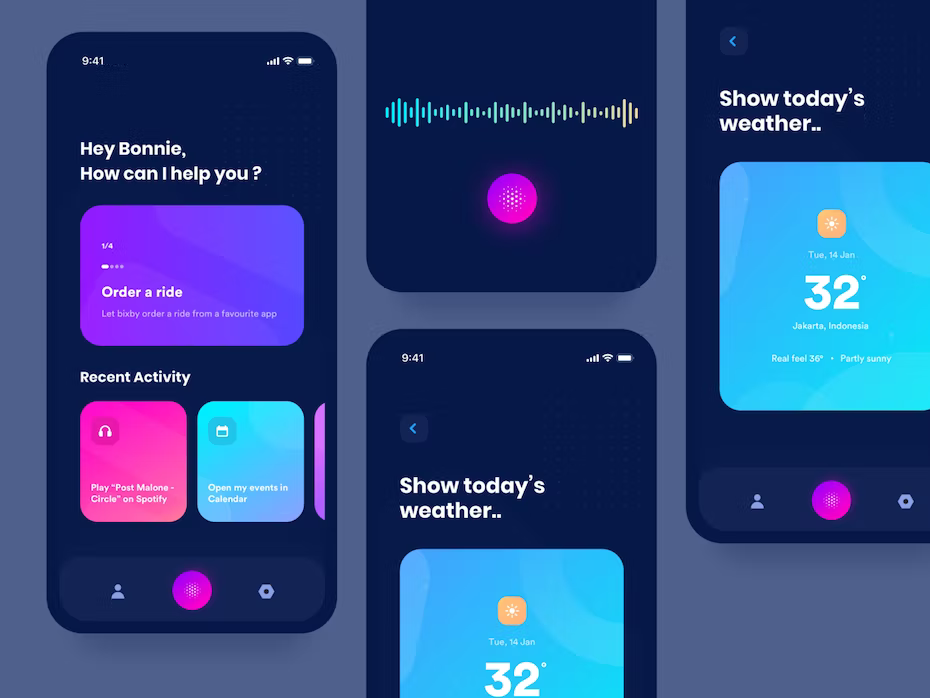 9:41
Hey Bonnie,
How can I help you ?
1/4
Order a ride
Let bixby order a ride from a favourite app
Recent Activity
Play “Post Malone -
Circle” on Spotify
Open my events in
Calendar
9:41
Show today’s
weather..
Tue, 14 Jan
32°
Show today’s
weather..
Tue, 14 Jan
32°
Jakarta, Indonesia
Real feel 36° • Partly sunny